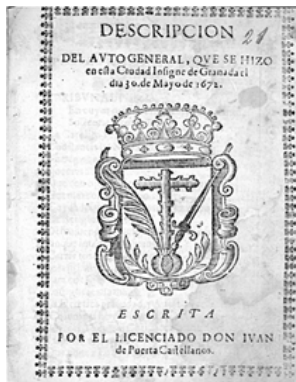 DESCRIPCION
21
DEL AVTO GENERAL, QVE SE HIZO
en esta Ciudad Insigne de Granada el
dia 30. de Mayo de 1672.
ESCRITA
POR EL LICENCIADO DON IVAN
de Puerta Castellanos.